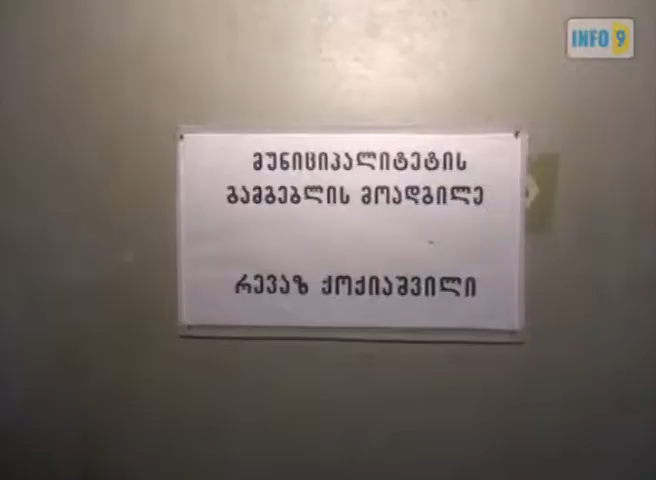 INFO 9
მუნიციპალიტეტის
გამგებლის მოადგილე
რევაზ ქოქიაშვილი